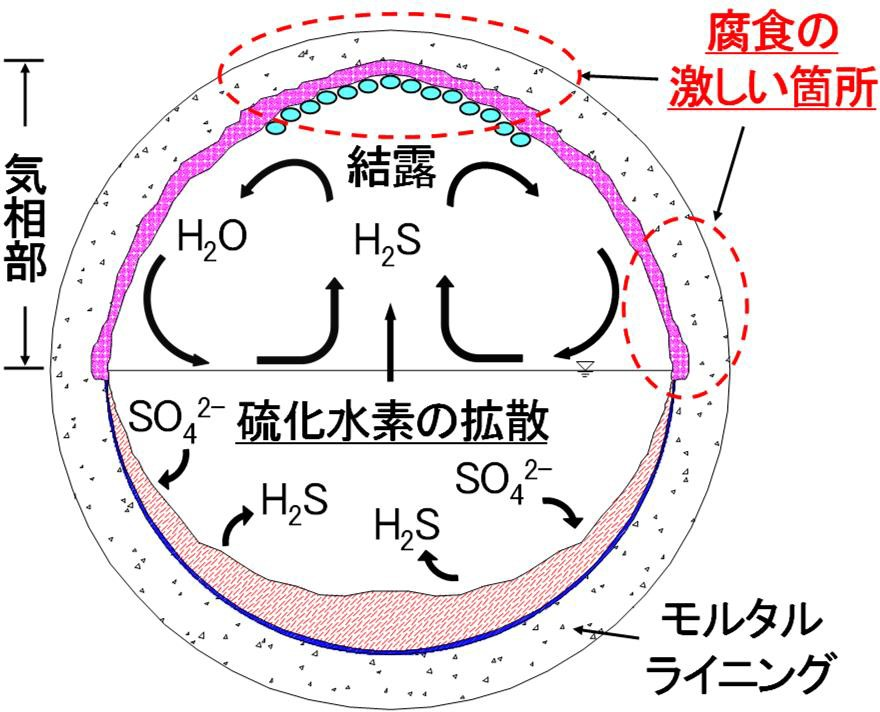 腐食の
激しい箇所
気相部
結露
H₂O
H₂S
SO₄²⁻
硫化水素の拡散
SO₄²⁻
H₂S
H₂S
モルタル
ライニング